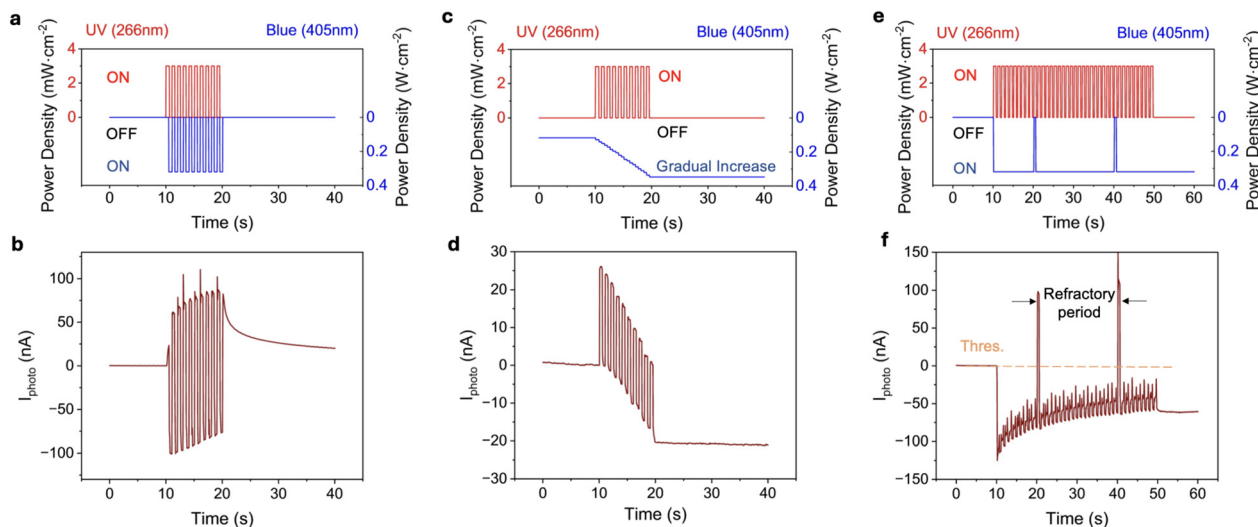 a
UV (266nm) Blue (405nm)
Power Density (mW·cm⁻²)
4
3
2
1
0
ON
OFF
ON
0
0.2
0.4
Power Density (W·cm⁻²)
0 10 20 30 40
Time (s)
b
I_photo (nA)
100
50
0
−50
−100
0 10 20 30 40
Time (s)
c
UV (266nm) Blue (405nm)
Power Density (mW·cm⁻²)
4
3
2
1
0
ON
OFF
Gradual Increase
0
0.2
0.4
Power Density (W·cm⁻²)
0 10 20 30 40
Time (s)
d
I_photo (nA)
30
20
10
0
−10
−20
−30
0 10 20 30 40
Time (s)
e
UV (266nm) Blue (405nm)
Power Density (mW·cm⁻²)
4
3
2
1
0
ON
OFF
ON
0
0.2
0.4
Power Density (W·cm⁻²)
0 10 20 30 40 50 60
Time (s)
f
I_photo (nA)
150
100
50
0
−50
−100
−150
Refractory
period
Thres.
0 10 20 30 40 50 60
Time (s)